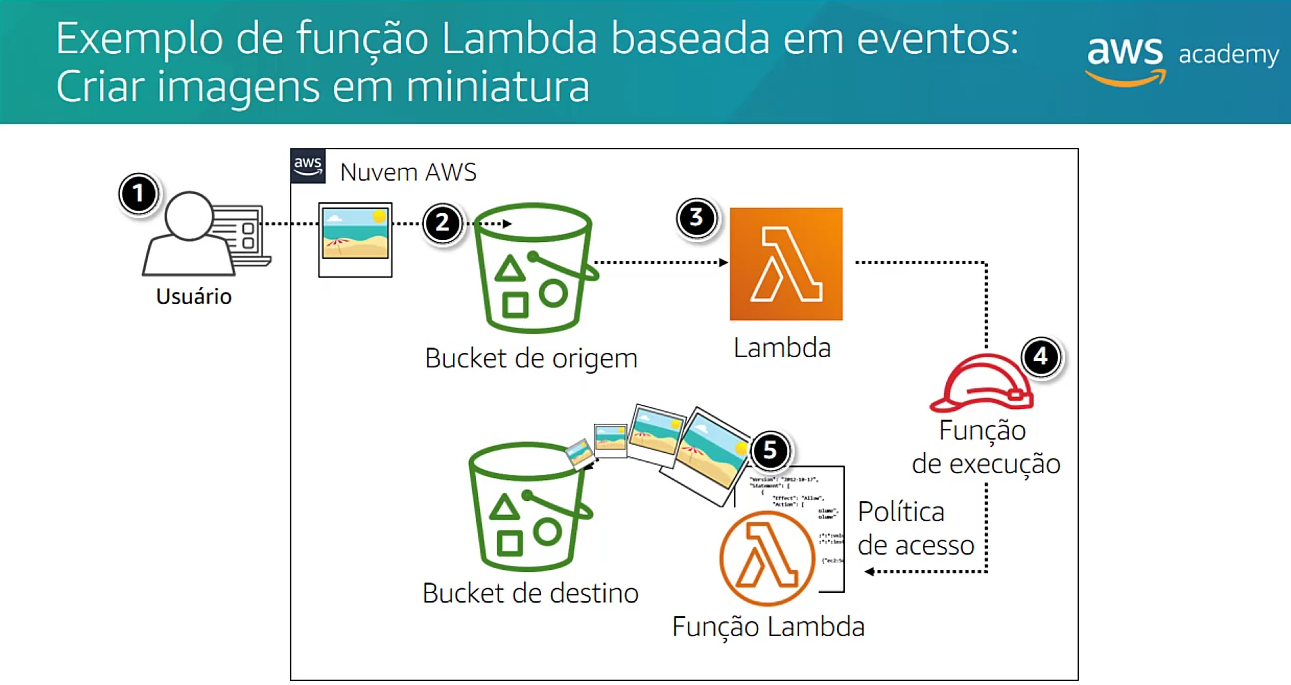 Exemplo de função Lambda baseada em eventos:
Criar imagens em miniatura
aws academy
aws
Nuvem AWS
1
2
3
Usuário
Bucket de origem
Lambda
4
Função
de execução
5
"Version": "2012-10-17",
"Statement": [
{
"Effect": "Allow",
"Action": [
Política
de acesso
Bucket de destino
Função Lambda